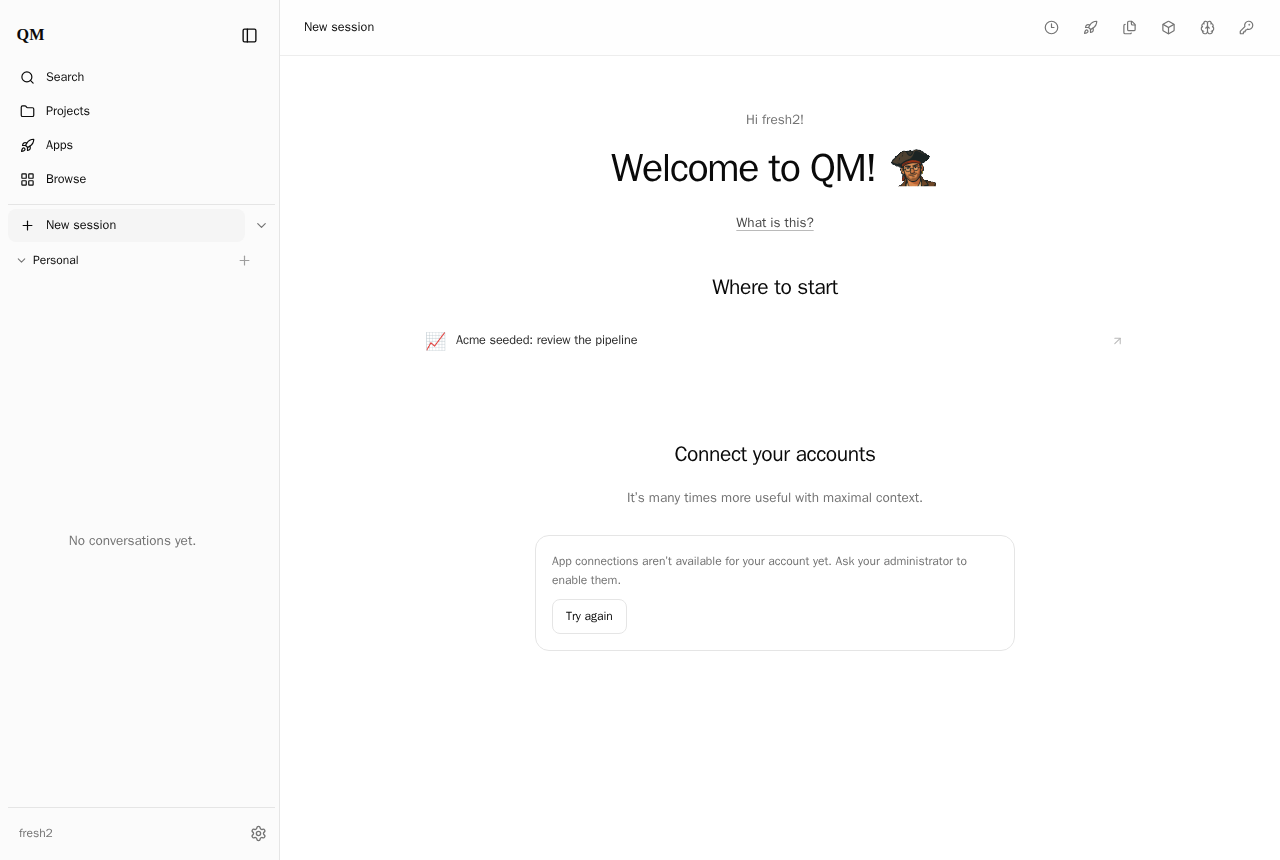 QM
Search
Projects
Apps
Browse
New session
Personal
No conversations yet.
fresh2
New session
Hi fresh2!
Welcome to QM!
What is this?
Where to start
Acme seeded: review the pipeline
Connect your accounts
It's many times more useful with maximal context.
App connections aren't available for your account yet. Ask your administrator to
enable them.
Try again